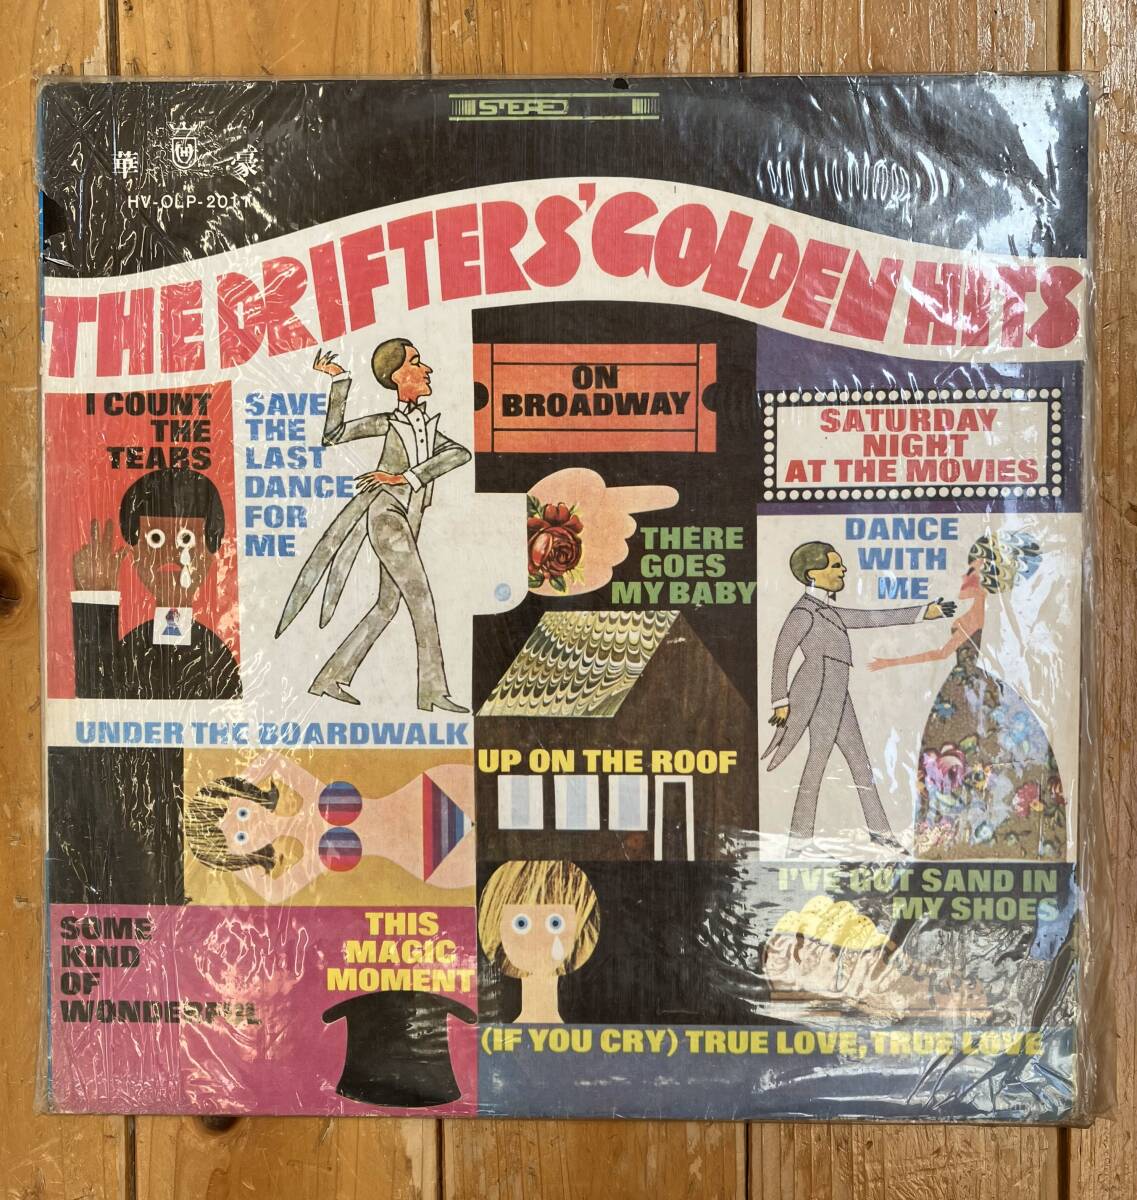 STEREO
華 豪
HV-OLP-2017
THE DRIFTERS' GOLDEN HITS
I COUNT
THE
TEARS
SAVE
THE
LAST
DANCE
FOR
ME
ON
BROADWAY
SATURDAY
NIGHT
AT THE MOVIES
THERE
GOES
MY BABY
DANCE
WITH
ME
UNDER THE BOARDWALK
UP ON THE ROOF
I'VE GOT SAND IN
MY SHOES
SOME
KIND
OF
WONDERFUL
THIS
MAGIC
MOMENT
(IF YOU CRY) TRUE LOVE, TRUE LOVE